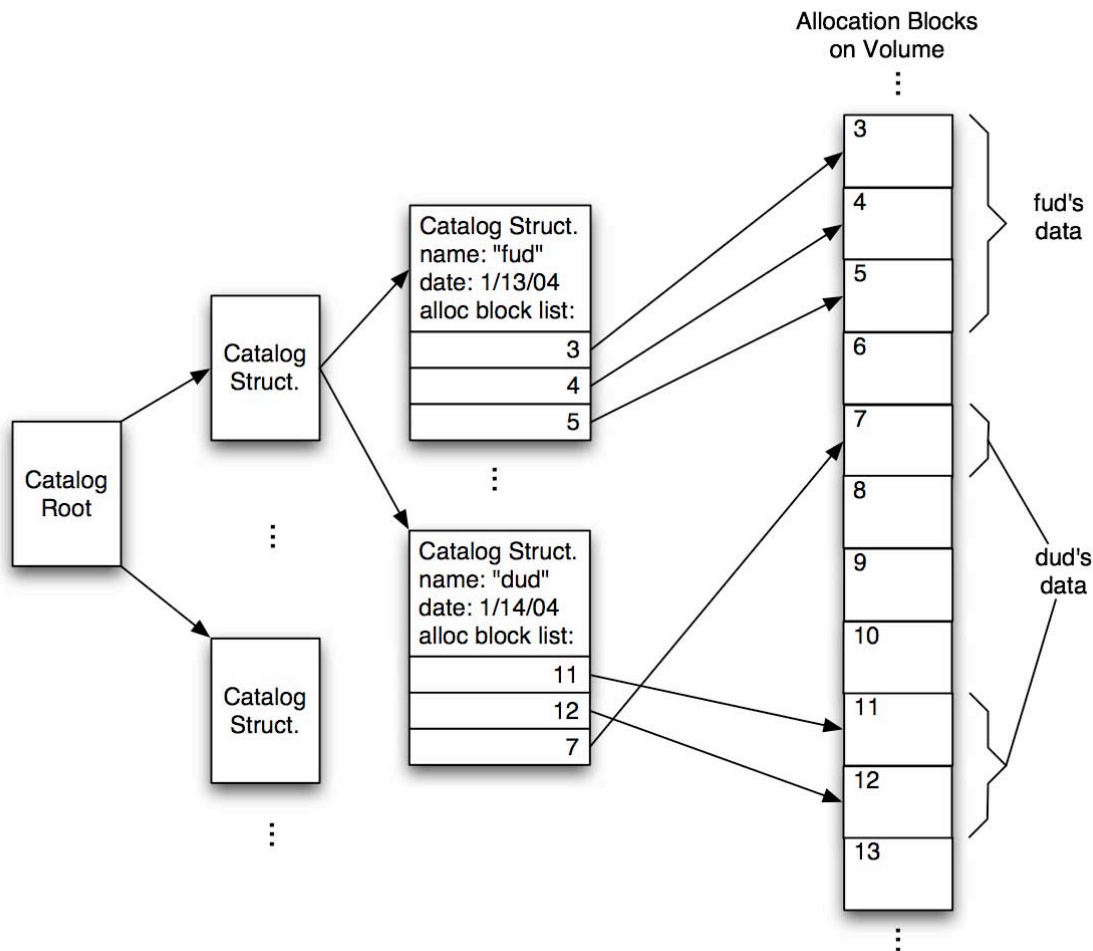 Allocation Blocks
on Volume
⋮
3
4
5
6
7
8
9
10
11
12
13
⋮
fud's
data
dud's
data
Catalog Struct.
name: "fud"
date: 1/13/04
alloc block list:
3
4
5
⋮
Catalog Struct.
name: "dud"
date: 1/14/04
alloc block list:
11
12
7
Catalog
Struct.
⋮
Catalog
Struct.
⋮
Catalog
Root